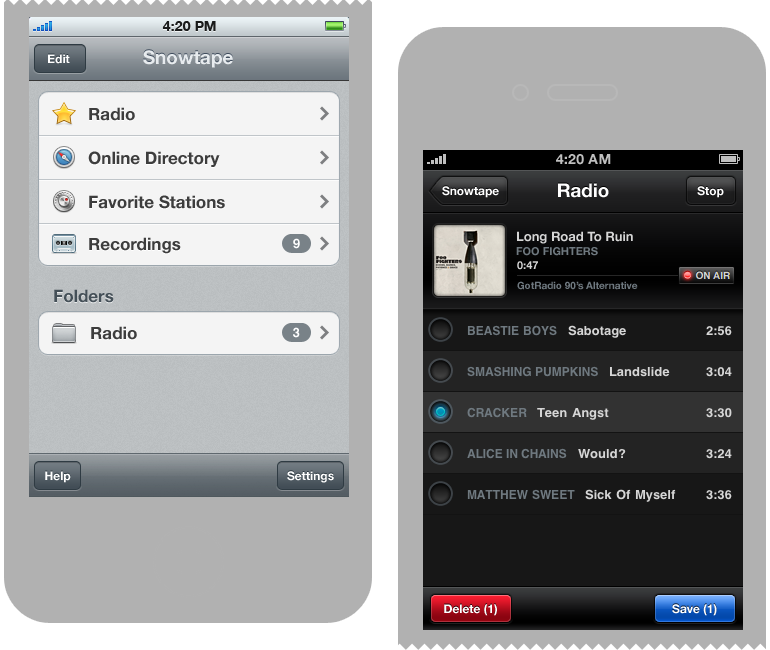 4:20 PM
Edit
Snowtape
Radio
Online Directory
Favorite Stations
Recordings 9
Folders
Radio 3
Help
Settings
4:20 AM
Snowtape
Radio
Stop
FOO
FIGHTERS
Long Road To Ruin
FOO FIGHTERS
0:47
ON AIR
GotRadio 90's Alternative
BEASTIE BOYS Sabotage 2:56
SMASHING PUMPKINS Landslide 3:04
CRACKER Teen Angst 3:30
ALICE IN CHAINS Would? 3:24
MATTHEW SWEET Sick Of Myself 3:36
Delete (1)
Save (1)